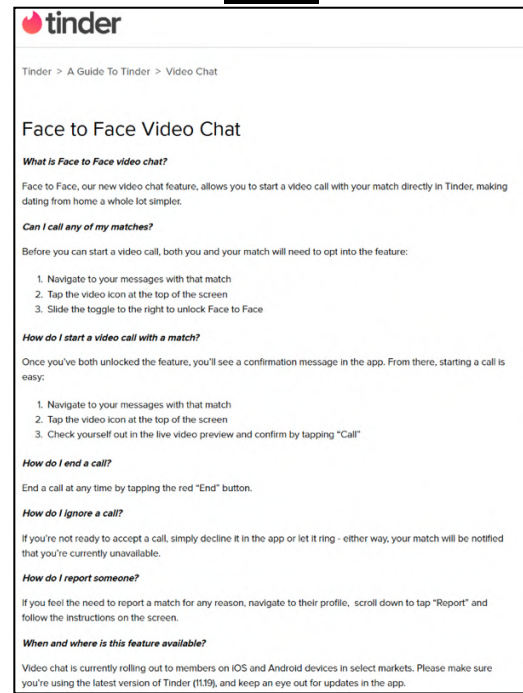 tinder
Tinder > A Guide To Tinder > Video Chat
Face to Face Video Chat
What is Face to Face video chat?
Face to Face, our new video chat feature, allows you to start a video call with your match directly in Tinder, making
dating from home a whole lot simpler.
Can I call any of my matches?
Before you can start a video call, both you and your match will need to opt into the feature:
1. Navigate to your messages with that match
2. Tap the video icon at the top of the screen
3. Slide the toggle to the right to unlock Face to Face
How do I start a video call with a match?
Once you've both unlocked the feature, you'll see a confirmation message in the app. From there, starting a call is
easy:
1. Navigate to your messages with that match
2. Tap the video icon at the top of the screen
3. Check yourself out in the live video preview and confirm by tapping "Call"
How do I end a call?
End a call at any time by tapping the red "End" button.
How do I ignore a call?
If you're not ready to accept a call, simply decline it in the app or let it ring - either way, your match will be notified
that you're currently unavailable.
How do I report someone?
If you feel the need to report a match for any reason, navigate to their profile, scroll down to tap "Report" and
follow the instructions on the screen.
When and where is this feature available?
Video chat is currently rolling out to members on iOS and Android devices in select markets. Please make sure
you're using the latest version of Tinder (11.19), and keep an eye out for updates in the app.